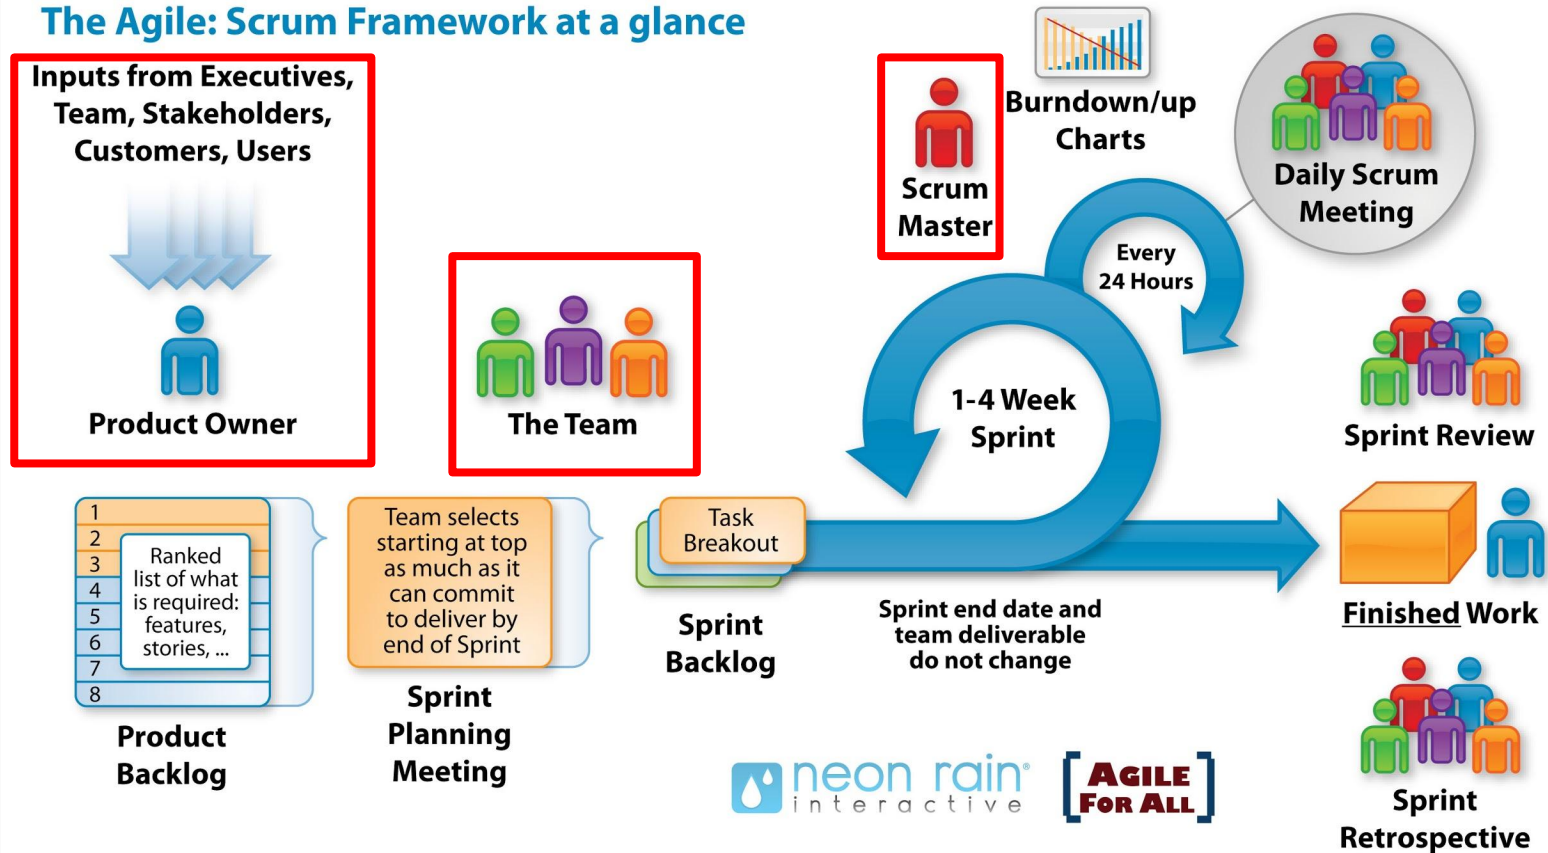 The Agile: Scrum Framework at a glance
Inputs from Executives,
Team, Stakeholders,
Customers, Users
Product Owner
The Team
Scrum
Master
Burndown/up
Charts
Daily Scrum
Meeting
Every
24 Hours
1-4 Week
Sprint
Sprint Review
1
2
3
4
5
6
7
8
Ranked
list of what
is required:
features,
stories, ...
Product
Backlog
Team selects
starting at top
as much as it
can commit
to deliver by
end of Sprint
Sprint
Planning
Meeting
Task
Breakout
Sprint
Backlog
Sprint end date and
team deliverable
do not change
Finished Work
Sprint
Retrospective
neon rain®
interactive
AGILE
FOR ALL